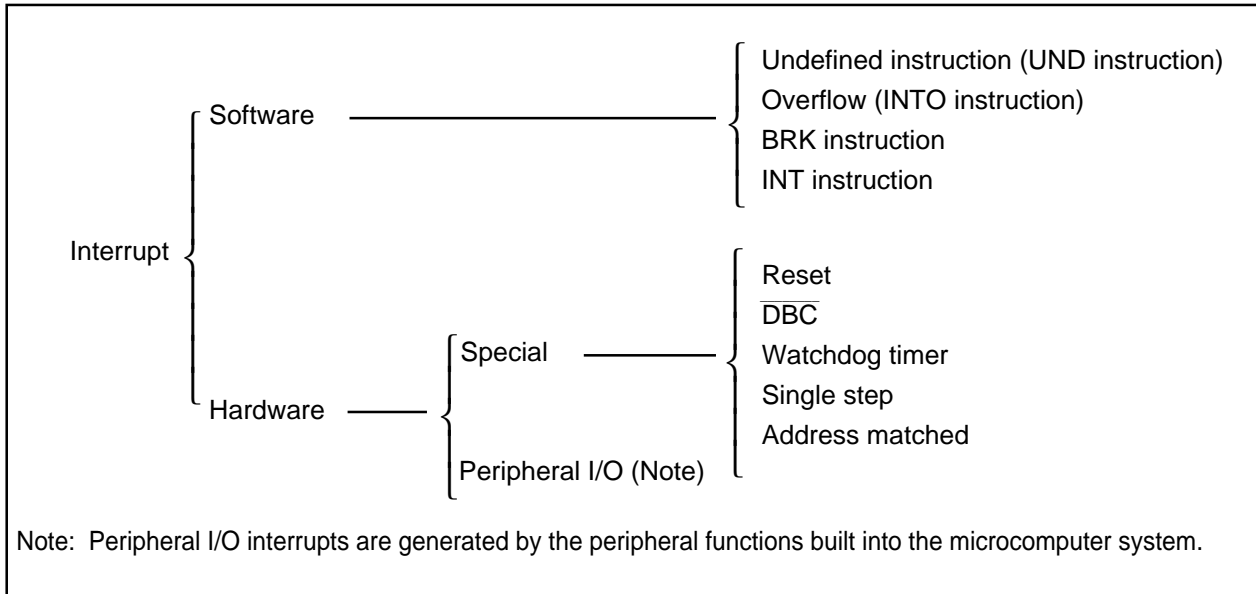 Interrupt
Software
Undefined instruction (UND instruction)
Overflow (INTO instruction)
BRK instruction
INT instruction
Hardware
Special
Reset
DBC
Watchdog timer
Single step
Address matched
Peripheral I/O (Note)
Note: Peripheral I/O interrupts are generated by the peripheral functions built into the microcomputer system.